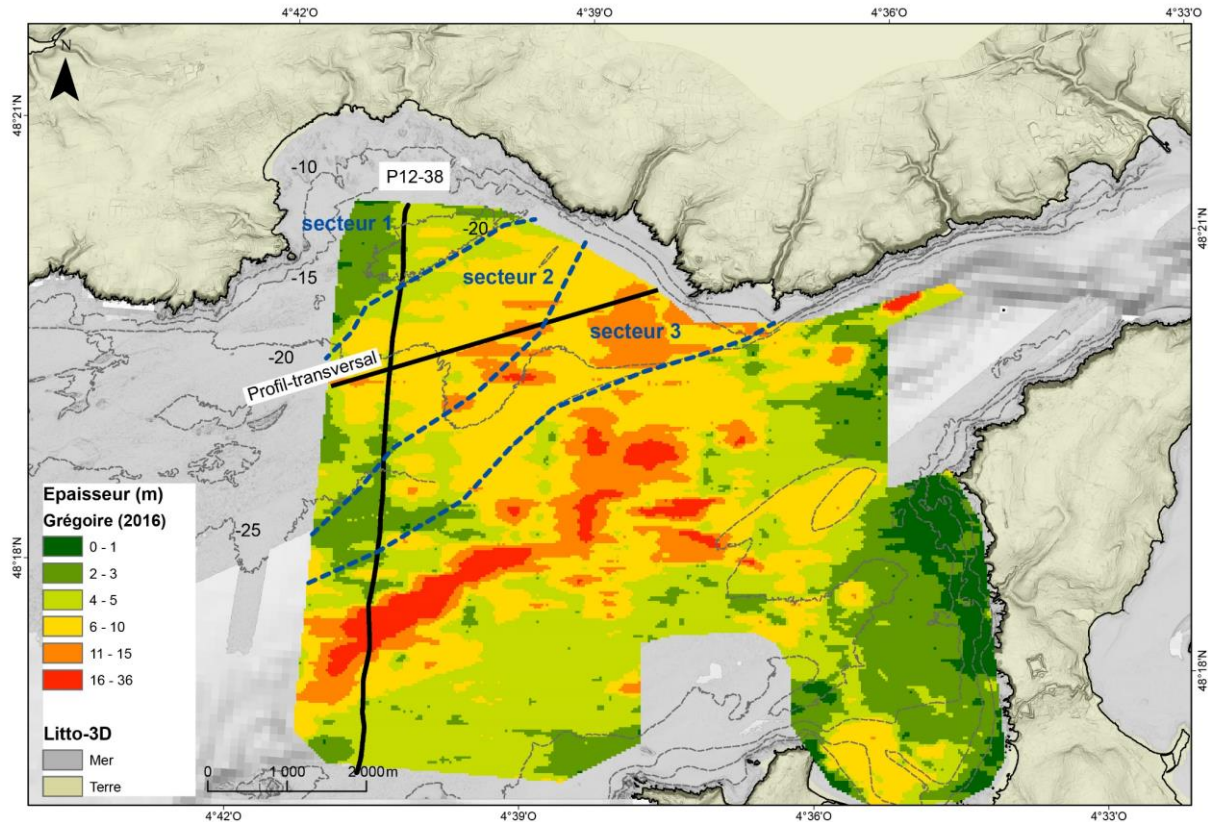 4°42'O
4°39'O
4°36'O
4°33'O
N
48°21'N
-10
P12-38
secteur 1
-20
48°21'N
secteur 2
-15
secteur 3
-20
Profil-transversal
Epaisseur (m)
Grégoire (2016)
0 - 1
-25
2 - 3
48°18'N
4 - 5
6 - 10
11 - 15
16 - 36
48°18'N
Litto-3D
Mer
0 1 000 2 000 m
Terre
4°42'O
4°39'O
4°36'O
4°33'O